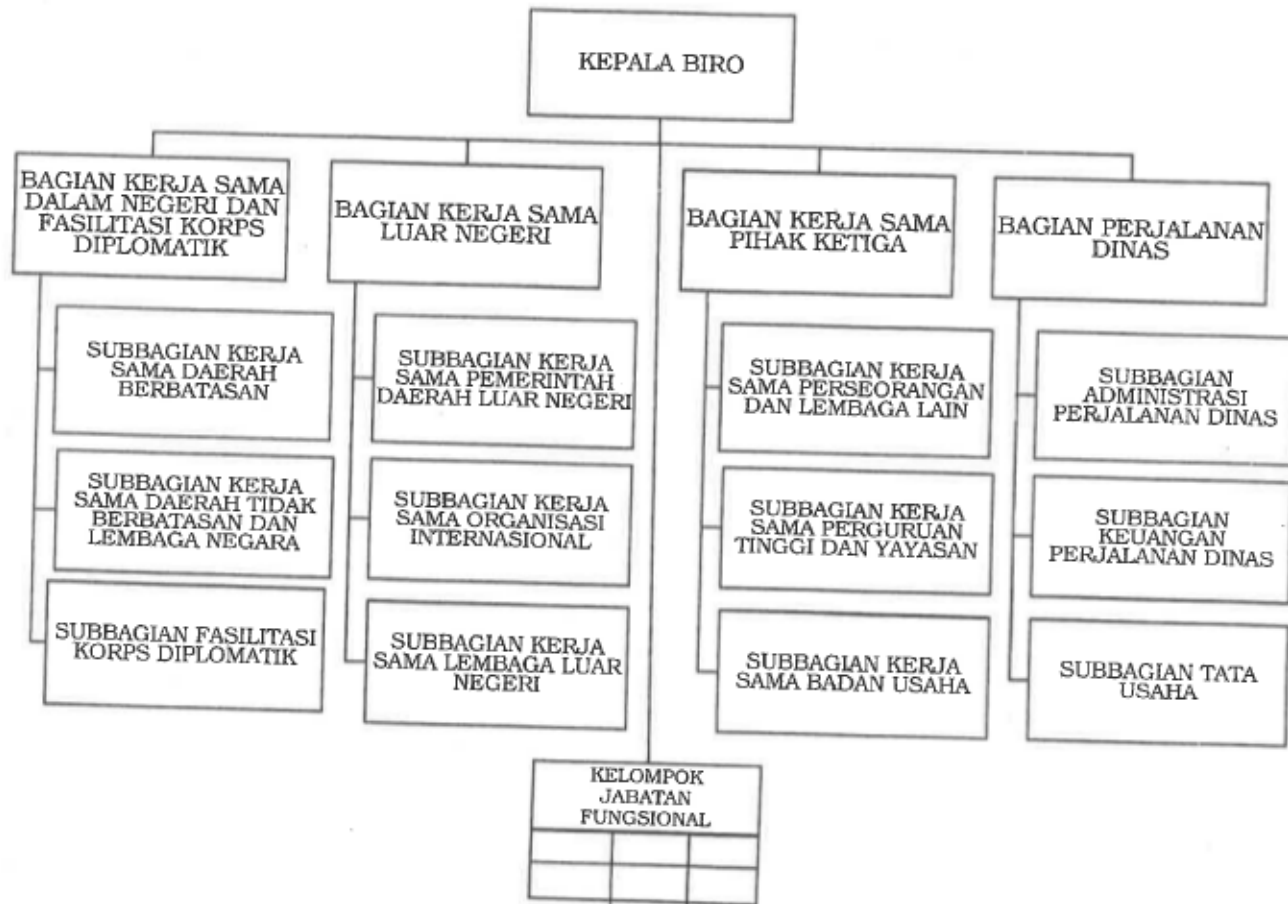 KEPALA BIRO
BAGIAN KERJA SAMA
DALAM NEGERI DAN
FASILITASI KORPS
DIPLOMATIK
BAGIAN KERJA SAMA
LUAR NEGERI
BAGIAN KERJA SAMA
PIHAK KETIGA
BAGIAN PERJALANAN
DINAS
SUBBAGIAN KERJA
SAMA DAERAH
BERBATASAN
SUBBAGIAN KERJA
SAMA PEMERINTAH
DAERAH LUAR NEGERI
SUBBAGIAN KERJA
SAMA PERSEORANGAN
DAN LEMBAGA LAIN
SUBBAGIAN
ADMINISTRASI
PERJALANAN DINAS
SUBBAGIAN KERJA
SAMA DAERAH TIDAK
BERBATASAN DAN
LEMBAGA NEGARA
SUBBAGIAN KERJA
SAMA ORGANISASI
INTERNASIONAL
SUBBAGIAN KERJA
SAMA PERGURUAN
TINGGI DAN YAYASAN
SUBBAGIAN
KEUANGAN
PERJALANAN DINAS
SUBBAGIAN FASILITASI
KORPS DIPLOMATIK
SUBBAGIAN KERJA
SAMA LEMBAGA LUAR
NEGERI
SUBBAGIAN KERJA
SAMA BADAN USAHA
SUBBAGIAN TATA
USAHA
KELOMPOK
JABATAN
FUNGSIONAL